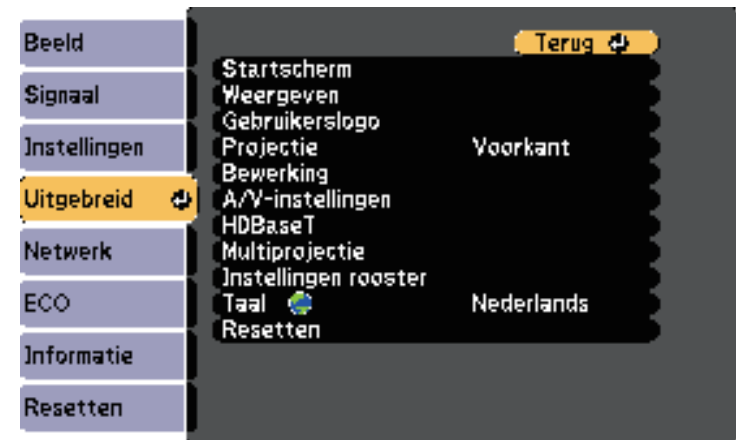 Beeld
Signaal
Instellingen
Uitgebreid
Netwerk
ECO
Informatie
Resetten
Terug
Startscherm
Weergeven
Gebruikerslogo
Projectie Voorkant
Bewerking
A/V-instellingen
HDBaseT
Multiprojectie
Instellingen rooster
Taal Nederlands
Resetten